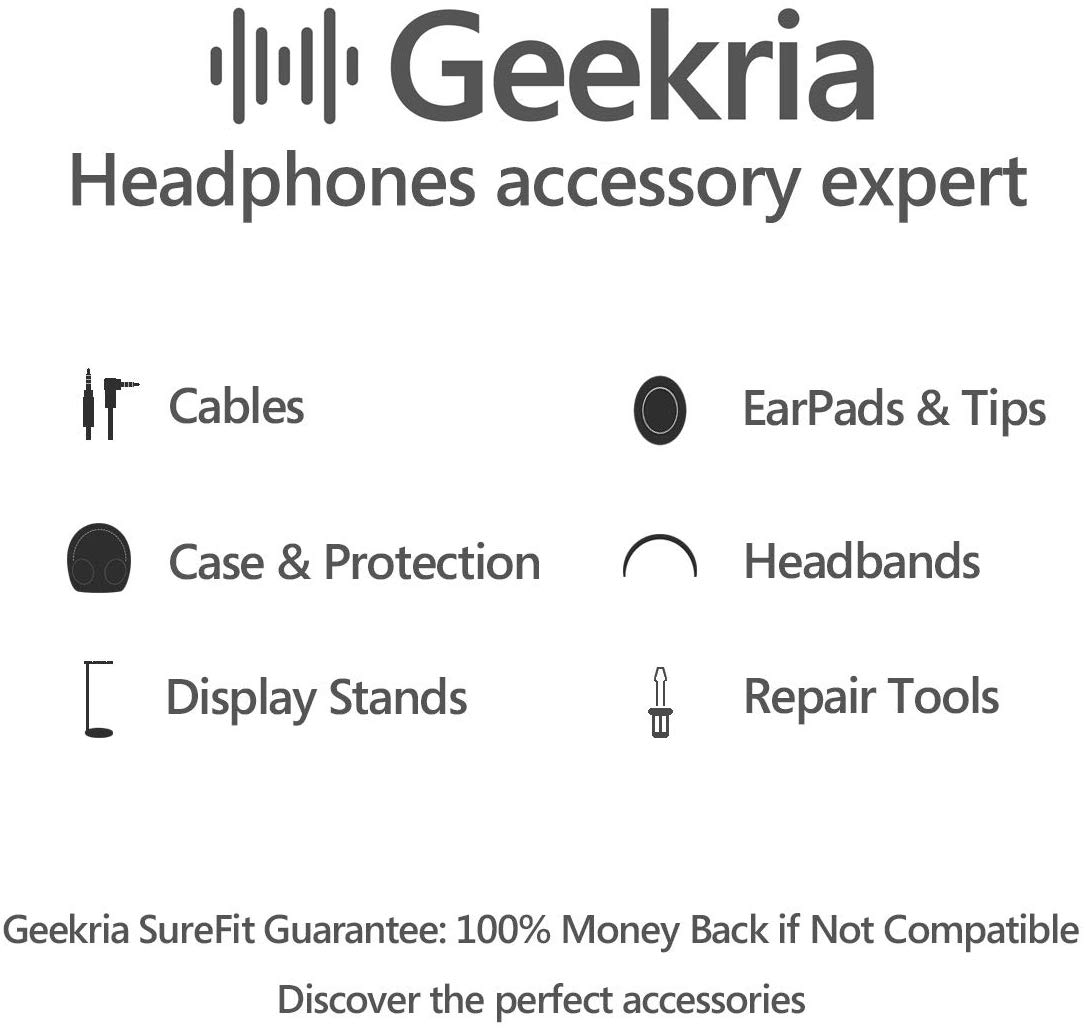 Geekria
Headphones accessory expert
Cables
EarPads & Tips
Case & Protection
Headbands
Display Stands
Repair Tools
Geekria SureFit Guarantee: 100% Money Back if Not Compatible
Discover the perfect accessories